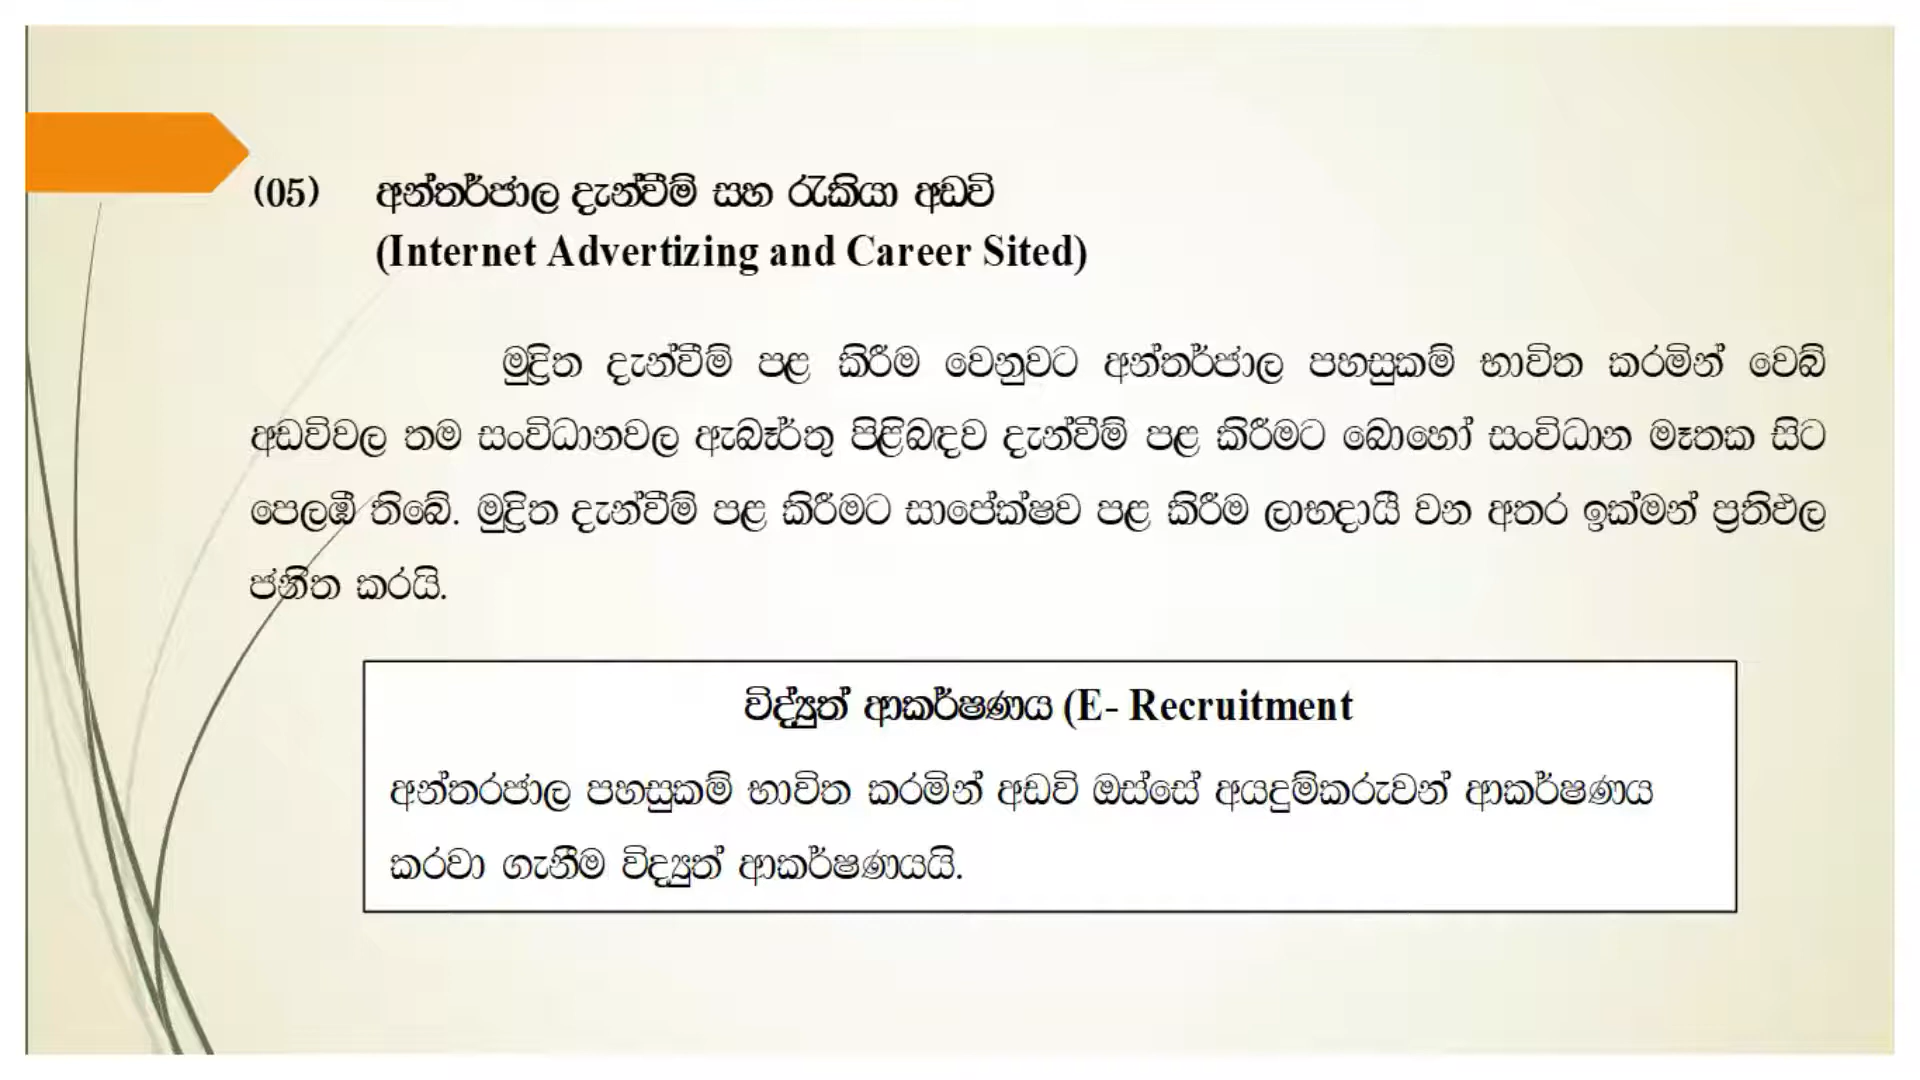 (05) අන්තර්ජාල දැන්වීම් සහ රැකියා අඩවි
(Internet Advertizing and Career Sited)
මුද්‍රිත දැන්වීම් පළ කිරීම වෙනුවට අන්තර්ජාල පහසුකම් භාවිත කරමින් වෙබ්
අඩවිවල තම සංවිධානවල ඇබෑර්තු පිළිබඳව දැන්වීම් පළ කිරීමට බොහෝ සංවිධාන මෑතක සිට
පෙලඹී තිබේ. මුද්‍රිත දැන්වීම් පළ කිරීමට සාපේක්ෂව පළ කිරීම ලාභදායී වන අතර ඉක්මන් ප්‍රතිඵල
ජනිත කරයි.
විද්‍යුත් ආකර්ෂණය (E- Recruitment
අන්තරජාල පහසුකම් භාවිත කරමින් අඩවි ඔස්සේ අයදුම්කරුවන් ආකර්ෂණය
කරවා ගැනීම විද්‍යුත් ආකර්ෂණයයි.